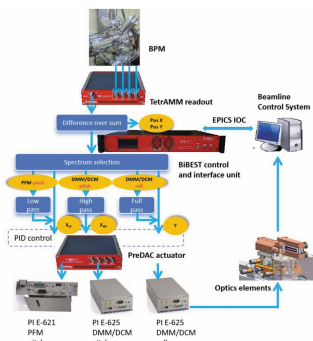 BPM
TetrAMM readout
Beamline
Control System
Difference over sum
Pos X
Pos Y
EPICS IOC
BiBEST control
and interface unit
Spectrum selection
PFM pitch
DMM/DCM
pitch
DMM/DCM
roll
Low
pass
High
pass
Full
pass
Y
PID control
PreDAC actuator
Optics elements
PI E-621
PFM
PI E-625
DMM/DCM
PI E-625
DMM/DCM